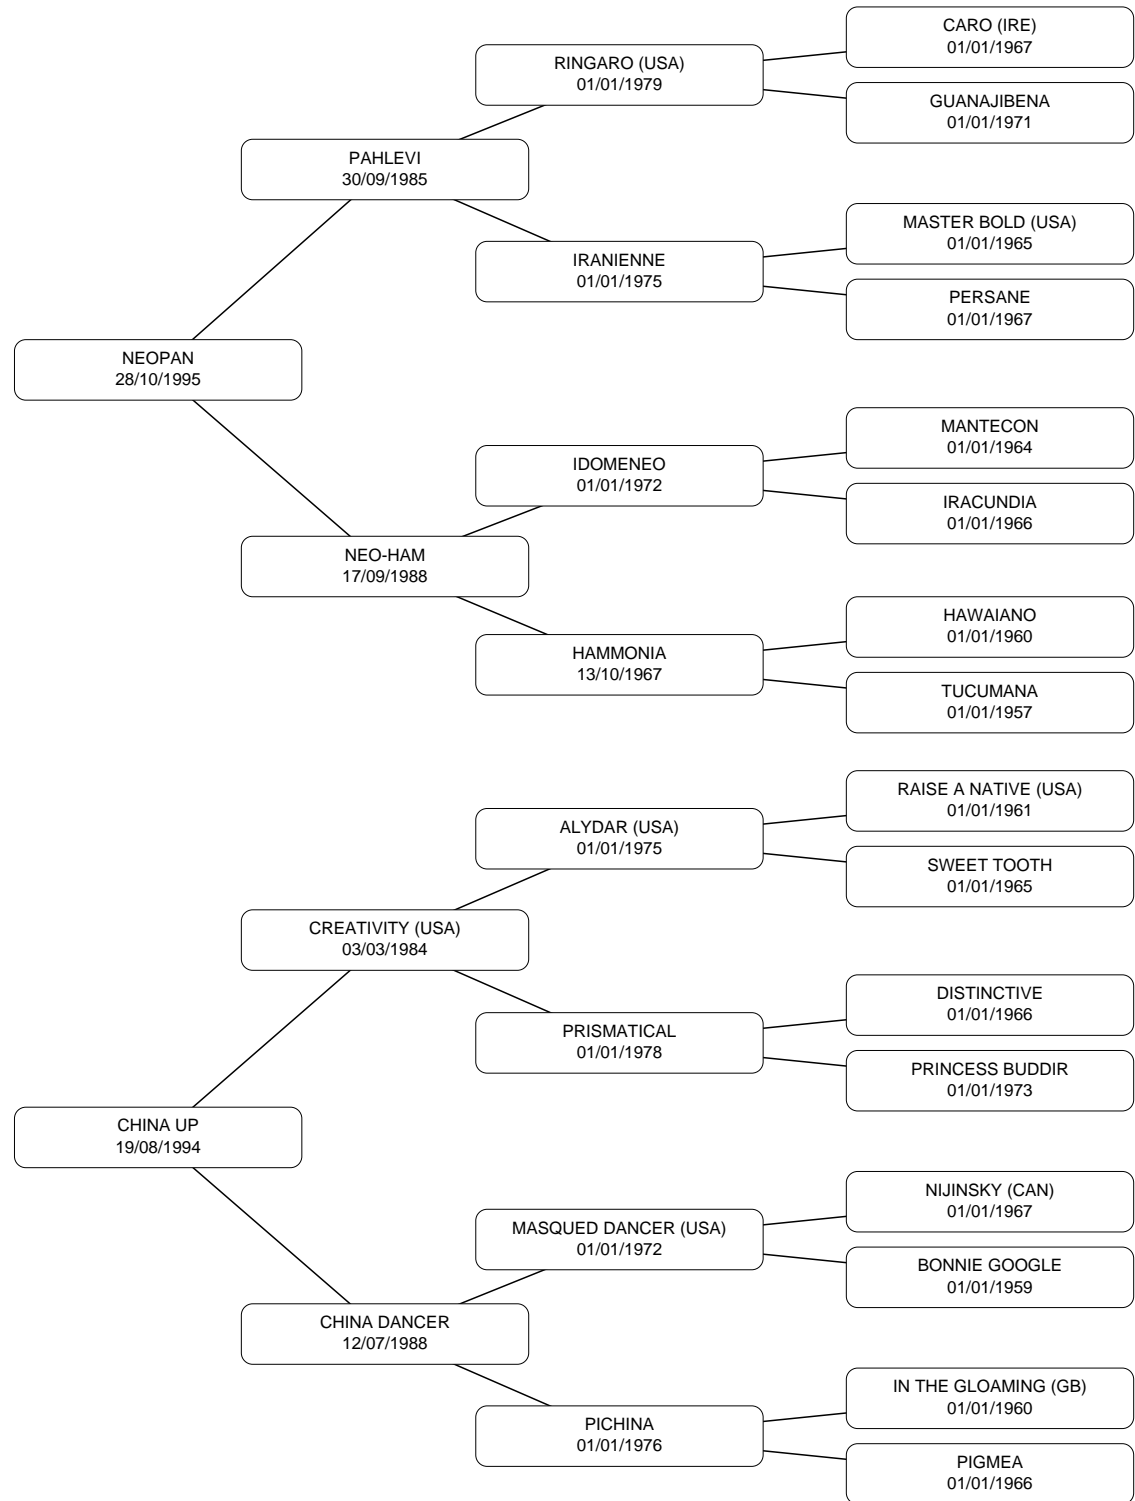 CARO (IRE)
01/01/1967
RINGARO (USA)
01/01/1979
GUANAJIBENA
01/01/1971
PAHLEVI
30/09/1985
MASTER BOLD (USA)
01/01/1965
IRANIENNE
01/01/1975
PERSANE
01/01/1967
NEOPAN
28/10/1995
MANTECON
01/01/1964
IDOMENEO
01/01/1972
IRACUNDIA
01/01/1966
NEO-HAM
17/09/1988
HAWAIANO
01/01/1960
HAMMONIA
13/10/1967
TUCUMANA
01/01/1957
RAISE A NATIVE (USA)
01/01/1961
ALYDAR (USA)
01/01/1975
SWEET TOOTH
01/01/1965
CREATIVITY (USA)
03/03/1984
DISTINCTIVE
01/01/1966
PRISMATICAL
01/01/1978
PRINCESS BUDDIR
01/01/1973
CHINA UP
19/08/1994
NIJINSKY (CAN)
01/01/1967
MASQUED DANCER (USA)
01/01/1972
BONNIE GOOGLE
01/01/1959
CHINA DANCER
12/07/1988
IN THE GLOAMING (GB)
01/01/1960
PICHINA
01/01/1976
PIGMEA
01/01/1966